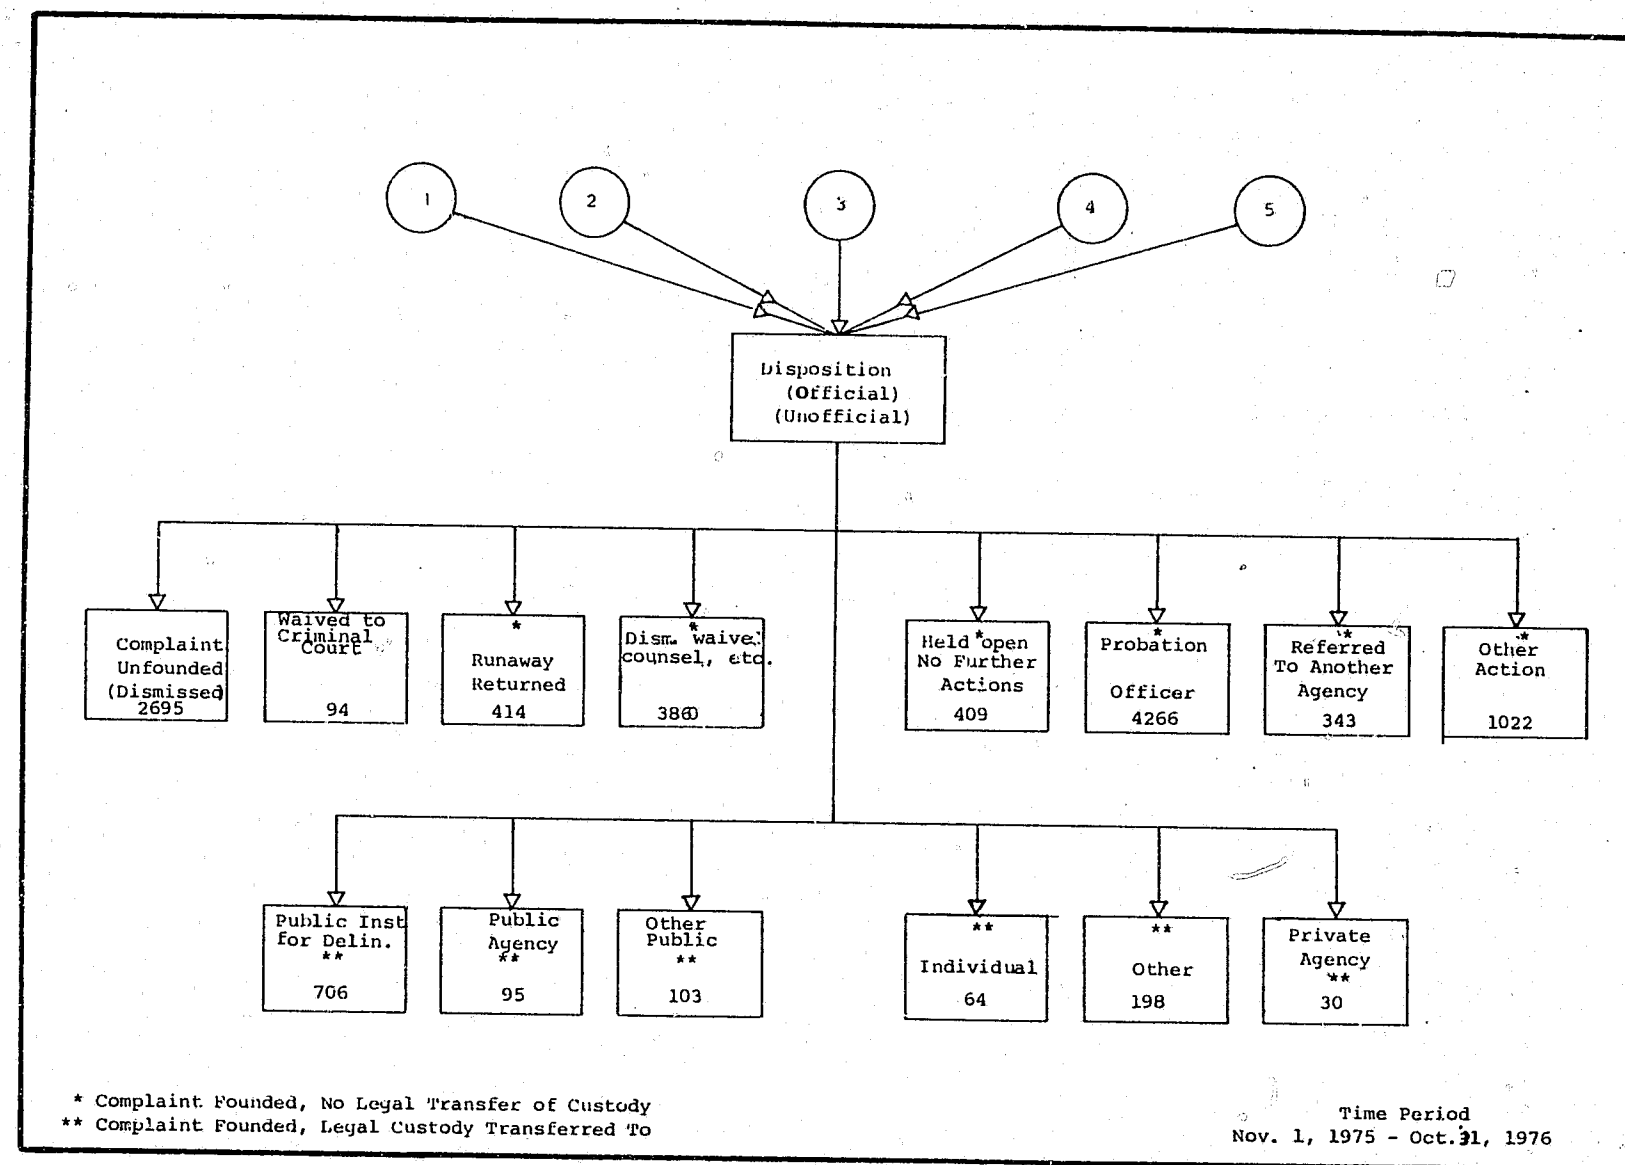 1
2
3
4
5
Disposition
(Official)
(Unofficial)
Complaint
Unfounded
(Dismissed)
2695
Waived to
Criminal
Court
94
*
Runaway
Returned
414
*
Dism. waived
counsel, etc.
3860
*
Held open
No Further
Actions
409
*
Probation
Officer
4266
*
Referred
To Another
Agency
343
*
Other
Action
1022
Public Inst
for Delin.
**
706
Public
Agency
**
95
Other
Public
**
103
**
Individual
64
**
Other
198
Private
Agency
**
30
* Complaint Founded, No Legal Transfer of Custody
** Complaint Founded, Legal Custody Transferred To
Time Period
Nov. 1, 1975 - Oct. 31, 1976